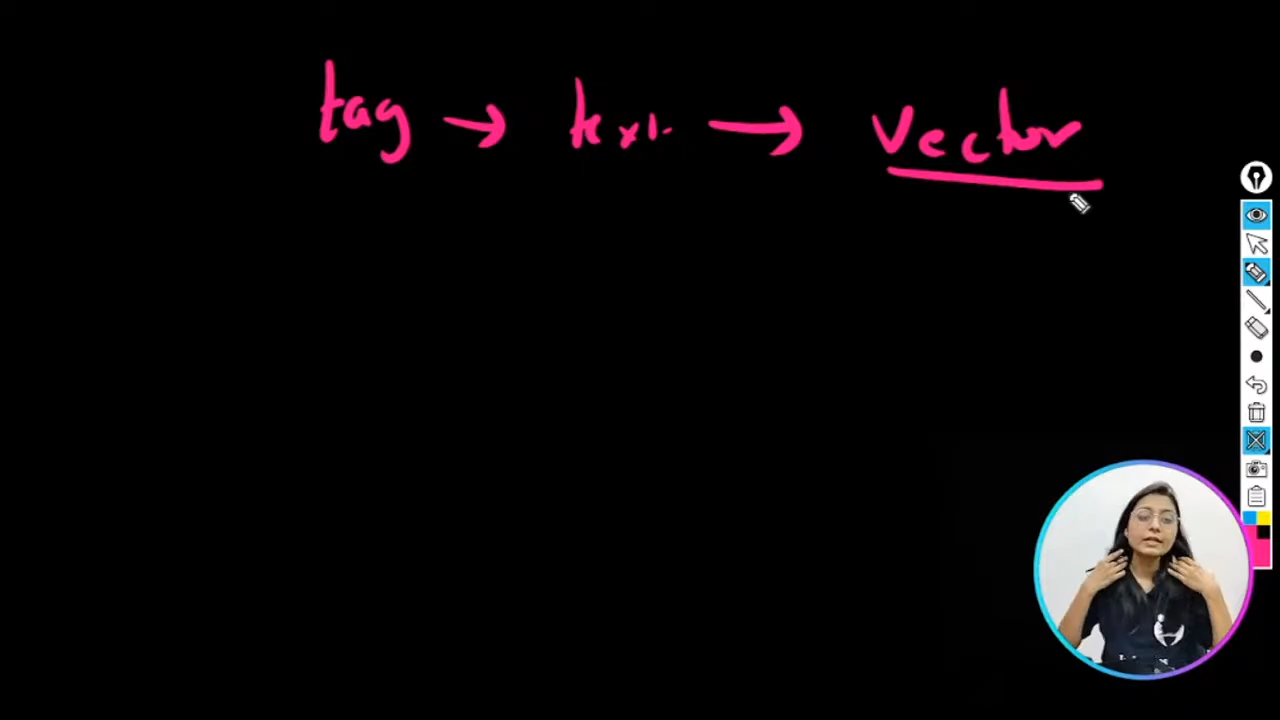 tag → text → vector